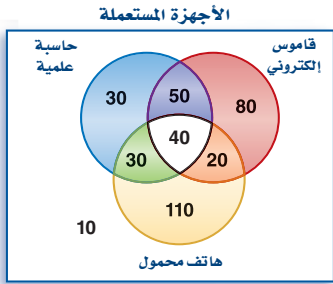 الأجهزة المستعملة
قاموس
إلكتروني
حاسبة
علمية
30
50
80
40
30
20
110
10
هاتف محمول